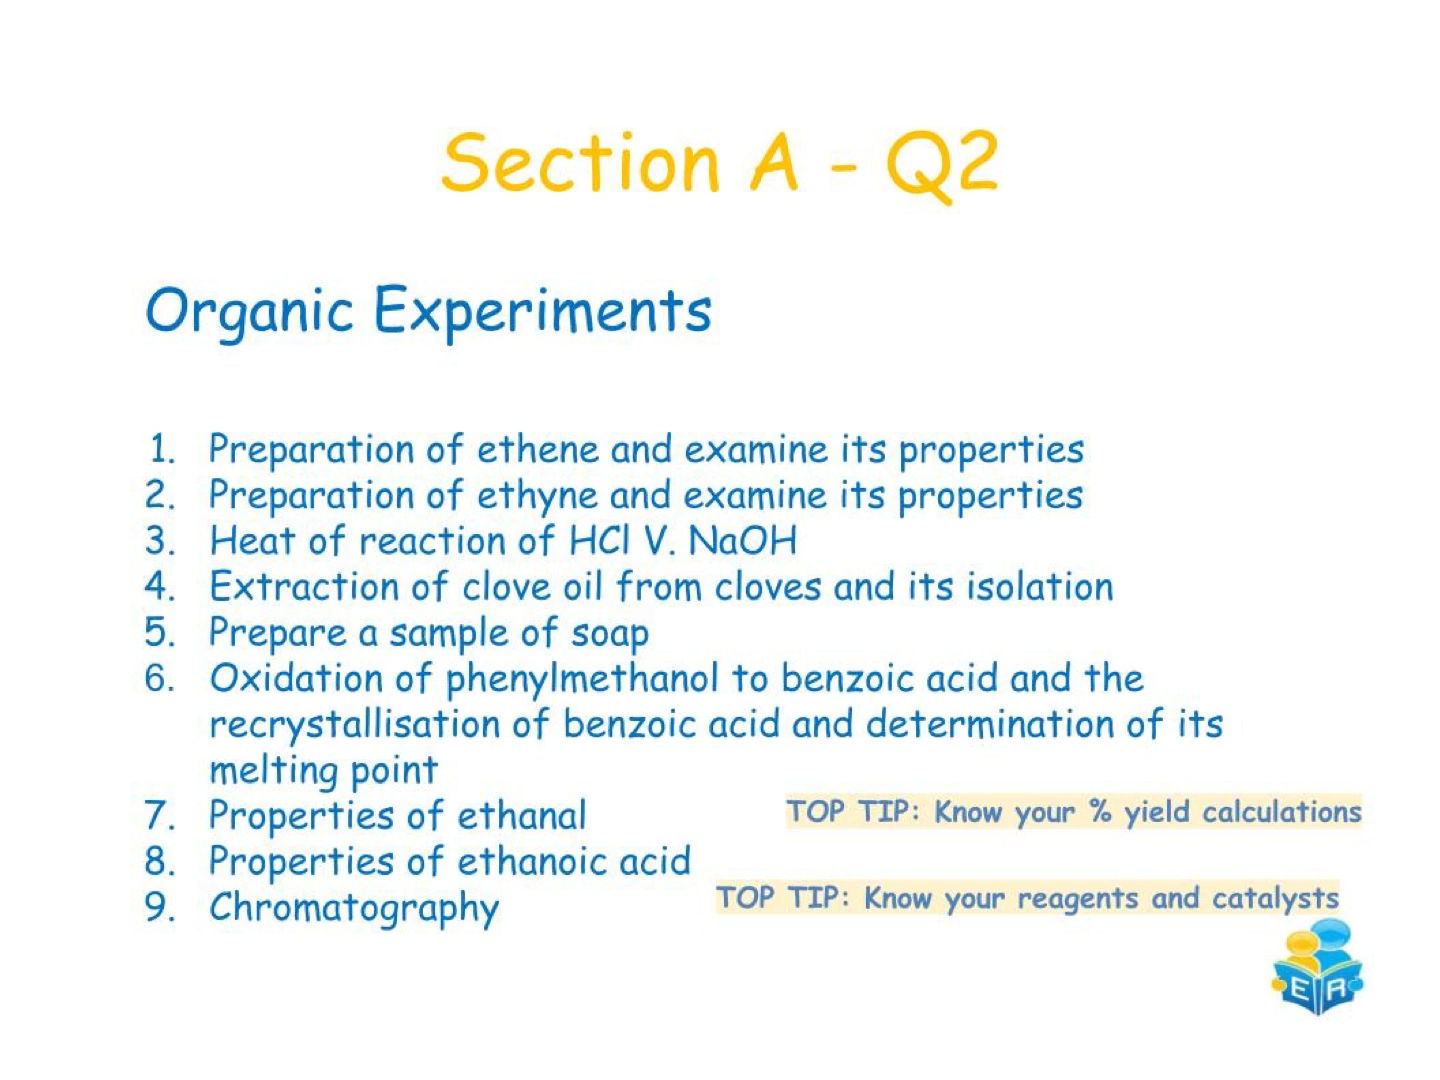 Section A - Q2
Organic Experiments
1. Preparation of ethene and examine its properties
2. Preparation of ethyne and examine its properties
3. Heat of reaction of HCl V. NaOH
4. Extraction of clove oil from cloves and its isolation
5. Prepare a sample of soap
6. Oxidation of phenylmethanol to benzoic acid and the
recrystallisation of benzoic acid and determination of its
melting point
7. Properties of ethanal
TOP TIP: Know your % yield calculations
8. Properties of ethanoic acid
9. Chromatography
TOP TIP: Know your reagents and catalysts
E R